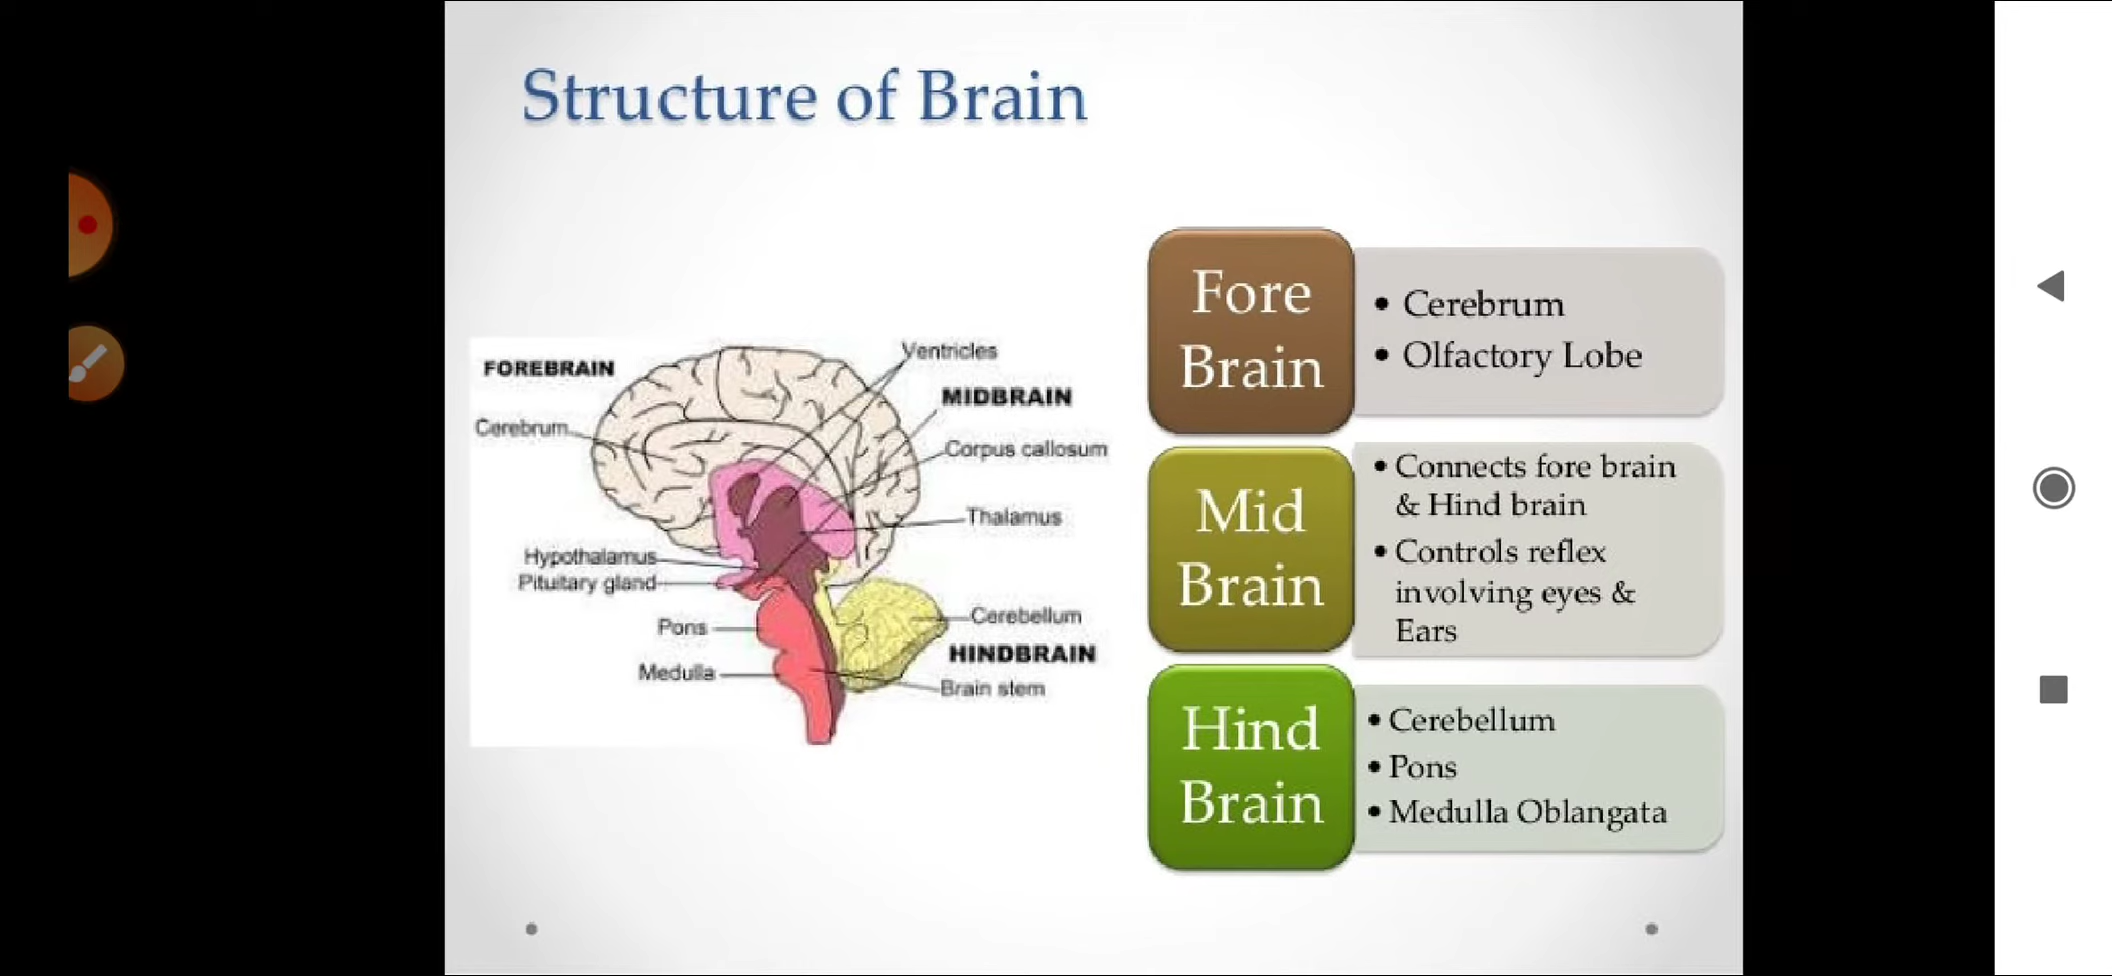 Structure of Brain
FOREBRAIN
Ventricles
MIDBRAIN
Cerebrum
Corpus callosum
Thalamus
Hypothalamus
Pituitary gland
Cerebellum
Pons
HINDBRAIN
Medulla
Brain stem
Fore
Brain
• Cerebrum
• Olfactory Lobe
Mid
Brain
• Connects fore brain
& Hind brain
• Controls reflex
involving eyes &
Ears
Hind
Brain
• Cerebellum
• Pons
• Medulla Oblangata